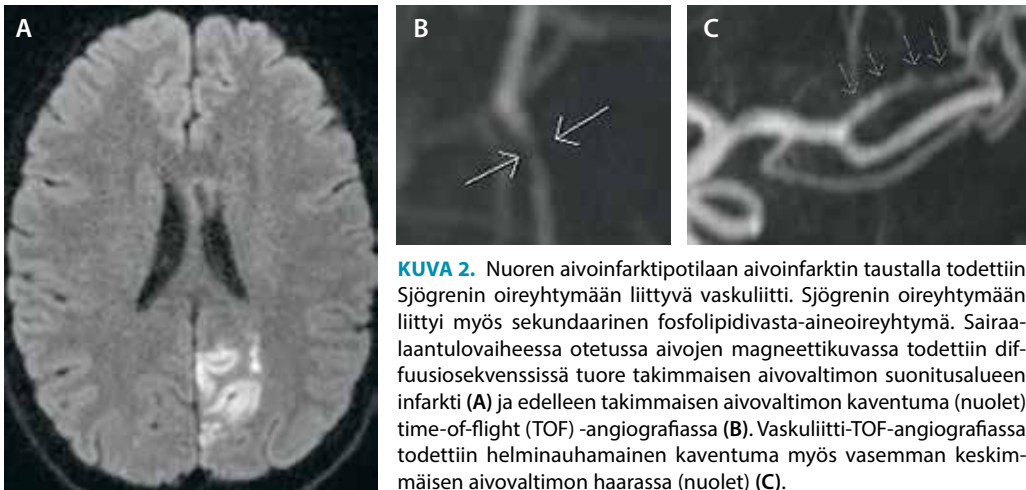 A
B
C
KUVA 2. Nuoren aivoinfarktipotilaan aivoinfarktin taustalla todettiin
Sjögrenin oireyhtymään liittyvä vaskuliitti. Sjögrenin oireyhtymään
liittyi myös sekundaarinen fosfolipidivasta-aineoireyhtymä. Sairaa-
laantulovaiheessa otetussa aivojen magneettikuvassa todettiin dif-
fuusiosekvenssissä tuore takimmaisen aivovaltimon suonitusalueen
infarkti (A) ja edelleen takimmaisen aivovaltimon kaventuma (nuolet)
time-of-flight (TOF) -angiografiassa (B). Vaskuliitti-TOF-angiografiassa
todettiin helminauhamainen kaventuma myös vasemman keskim-
mäisen aivovaltimon haarassa (nuolet) (C).